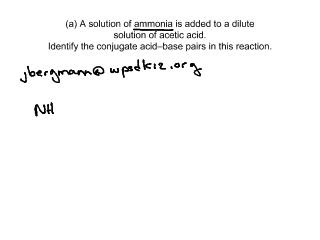 (a) A solution of ammonia is added to a dilute
solution of acetic acid.
Identify the conjugate acid–base pairs in this reaction.
jbergmann@wpsdk12.org
NH